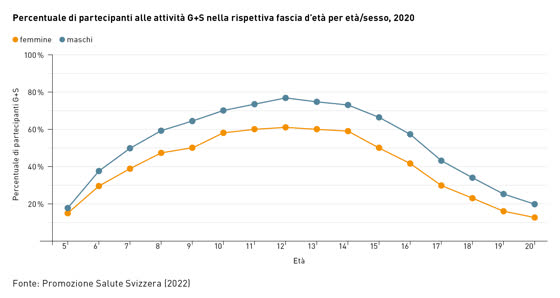 Percentuale di partecipanti alle attività G+S nella rispettiva fascia d'età per età/sesso, 2020
femmine maschi
100%
80%
60%
40%
20%
Percentuale di partecipanti G+S
5 6 7 8 9 10 11 12 13 14 15 16 17 18 19 20
Età
Fonte: Promozione Salute Svizzera (2022)